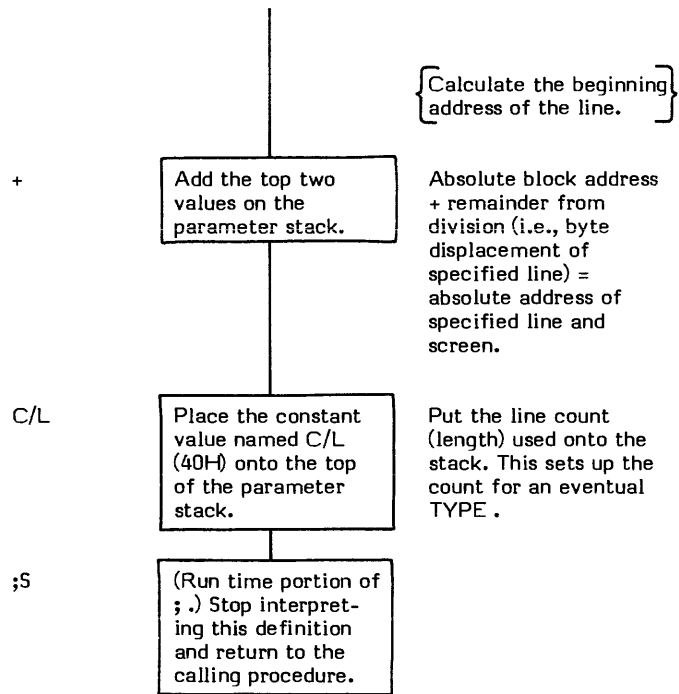 Calculate the beginning
address of the line.
+
Add the top two
values on the
parameter stack.
Absolute block address
+ remainder from
division (i.e., byte
displacement of
specified line) =
absolute address of
specified line and
screen.
C/L
Place the constant
value named C/L
(40H) onto the top
of the parameter
stack.
Put the line count
(length) used onto the
stack. This sets up the
count for an eventual
TYPE .
;S
(Run time portion of
; .) Stop interpret-
ing this definition
and return to the
calling procedure.